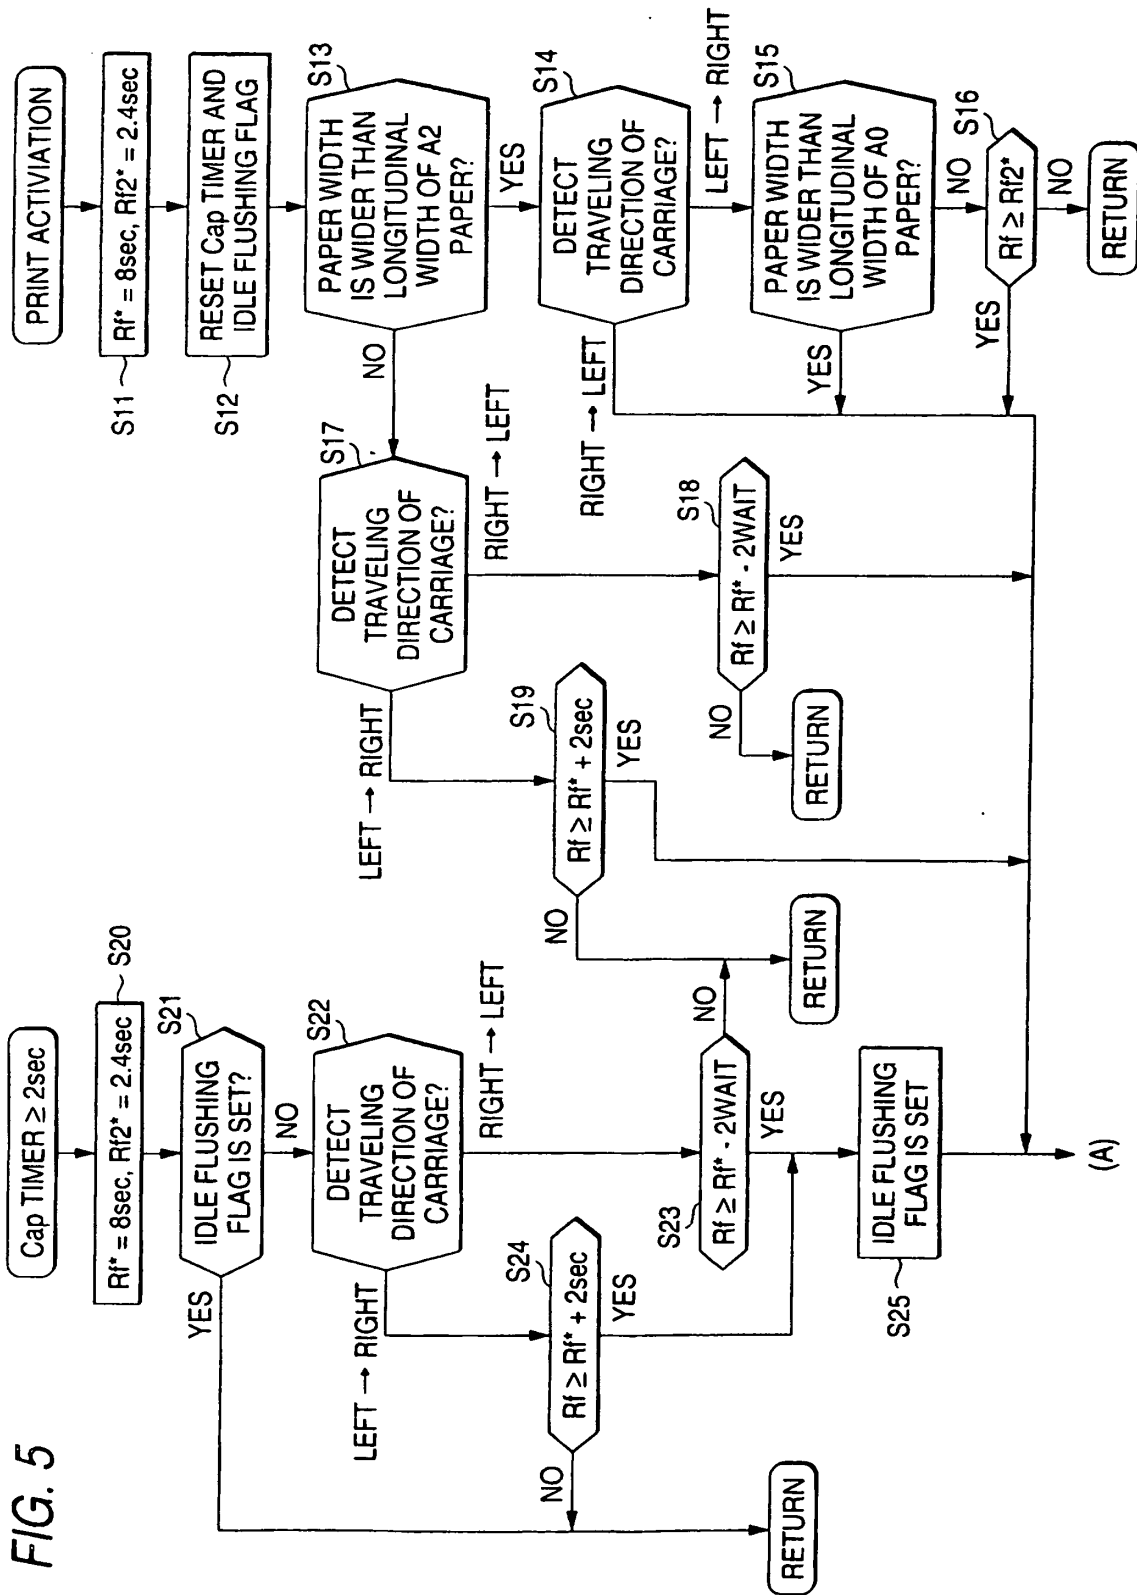 FIG. 5
Cap TIMER ≥ 2sec
Rf* = 8sec, Rf2* = 2.4sec
S20
IDLE FLUSHING
FLAG IS SET?
S21
YES
NO
DETECT
TRAVELING
DIRECTION OF
CARRIAGE?
S22
LEFT → RIGHT
RIGHT → LEFT
Rf ≥ Rf* + 2sec
S24
NO
YES
Rf ≥ Rf* - 2WAIT
S23
NO
YES
RETURN
IDLE FLUSHING
FLAG IS SET
S25
(A)
PRINT ACTIVIATION
Rf* = 8sec, Rf2* = 2.4sec
S11
RESET Cap TIMER AND
IDLE FLUSHING FLAG
S12
PAPER WIDTH
IS WIDER THAN
LONGITUDINAL
WIDTH OF A2
PAPER?
S13
NO
YES
DETECT
TRAVELING
DIRECTION OF
CARRIAGE?
S14
RIGHT → LEFT
LEFT → RIGHT
PAPER WIDTH
IS WIDER THAN
LONGITUDINAL
WIDTH OF A0
PAPER?
S15
YES
NO
Rf ≥ Rf2*
S16
YES
NO
RETURN
DETECT
TRAVELING
DIRECTION OF
CARRIAGE?
S17
LEFT → RIGHT
RIGHT → LEFT
Rf ≥ Rf* - 2WAIT
S18
NO
YES
RETURN
Rf ≥ Rf* + 2sec
S19
NO
YES
RETURN